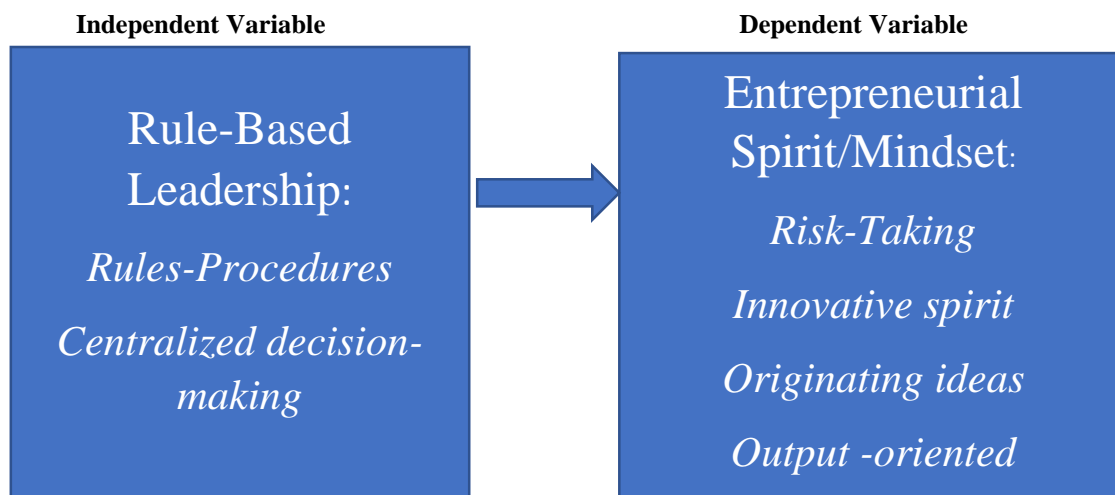 Independent Variable
Rule-Based
Leadership:
Rules-Procedures
Centralized decision-
making
Dependent Variable
Entrepreneurial
Spirit/Mindset:
Risk-Taking
Innovative spirit
Originating ideas
Output -oriented